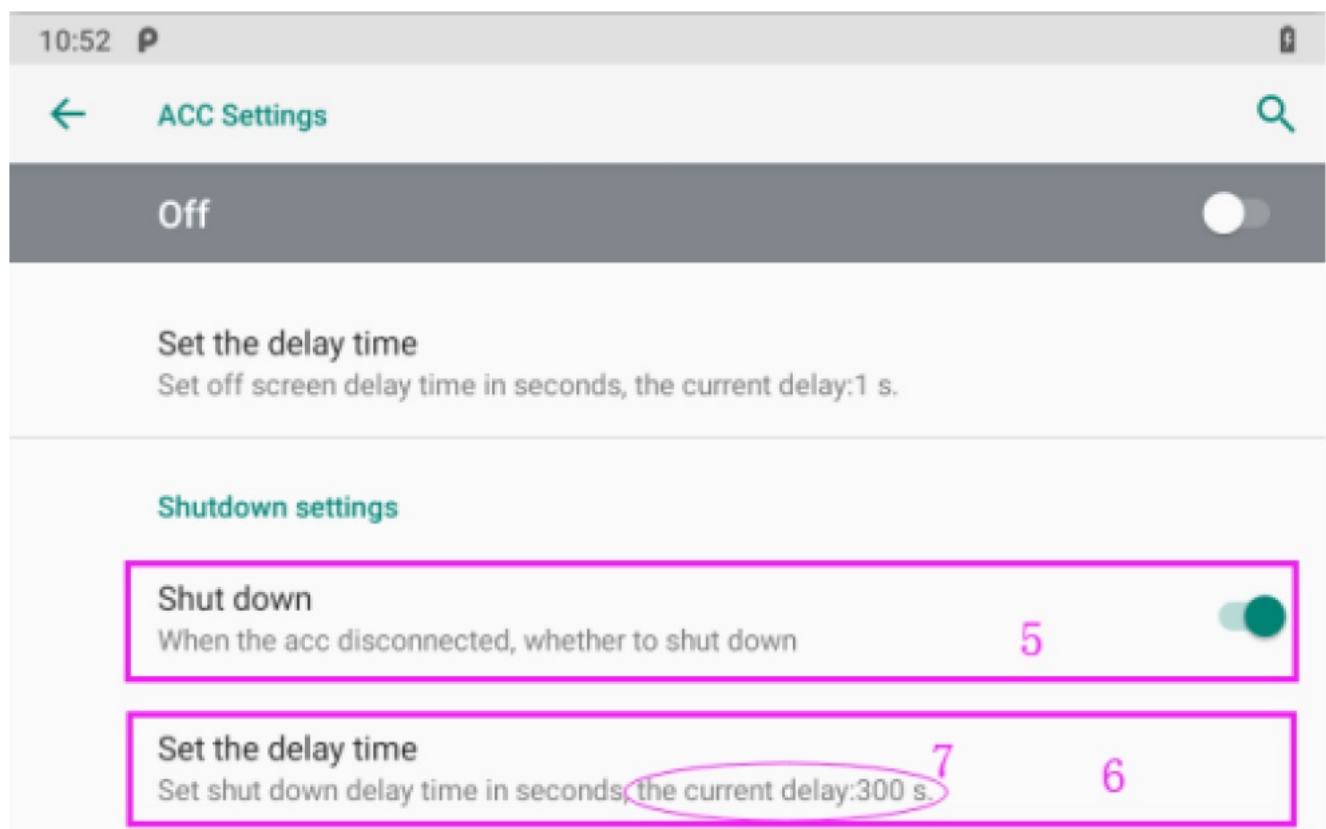 10:52
ACC Settings
Off
Set the delay time
Set off screen delay time in seconds, the current delay:1 s.
Shutdown settings
Shut down
When the acc disconnected, whether to shut down
5
Set the delay time
7
Set shut down delay time in seconds, the current delay:300 s.
6